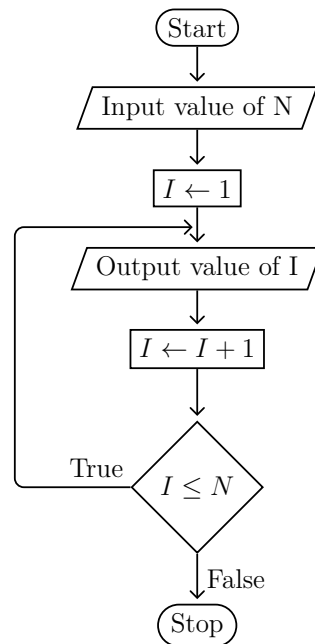 Start
Input value of N
I ← 1
Output value of I
I ← I + 1
True
I ≤ N
False
Stop